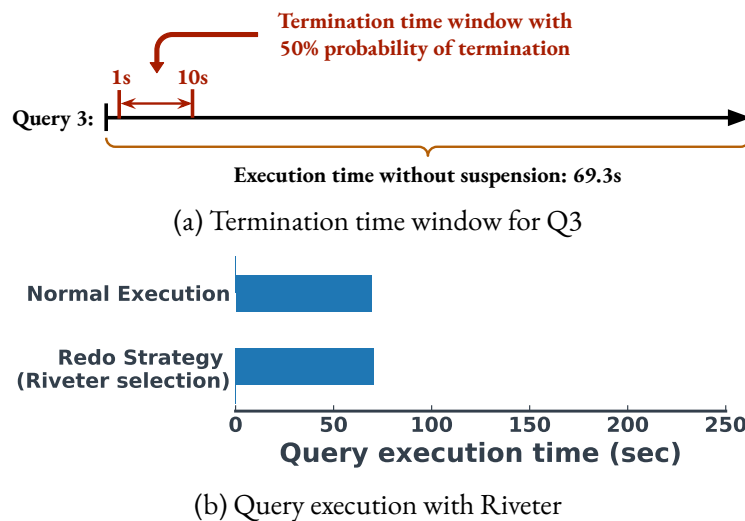 Termination time window with
50% probability of termination
1s 10s
Query 3:
Execution time without suspension: 69.3s
(a) Termination time window for Q3
Normal Execution
Redo Strategy
(Riveter selection)
0 50 100 150 200 250
Query execution time (sec)
(b) Query execution with Riveter